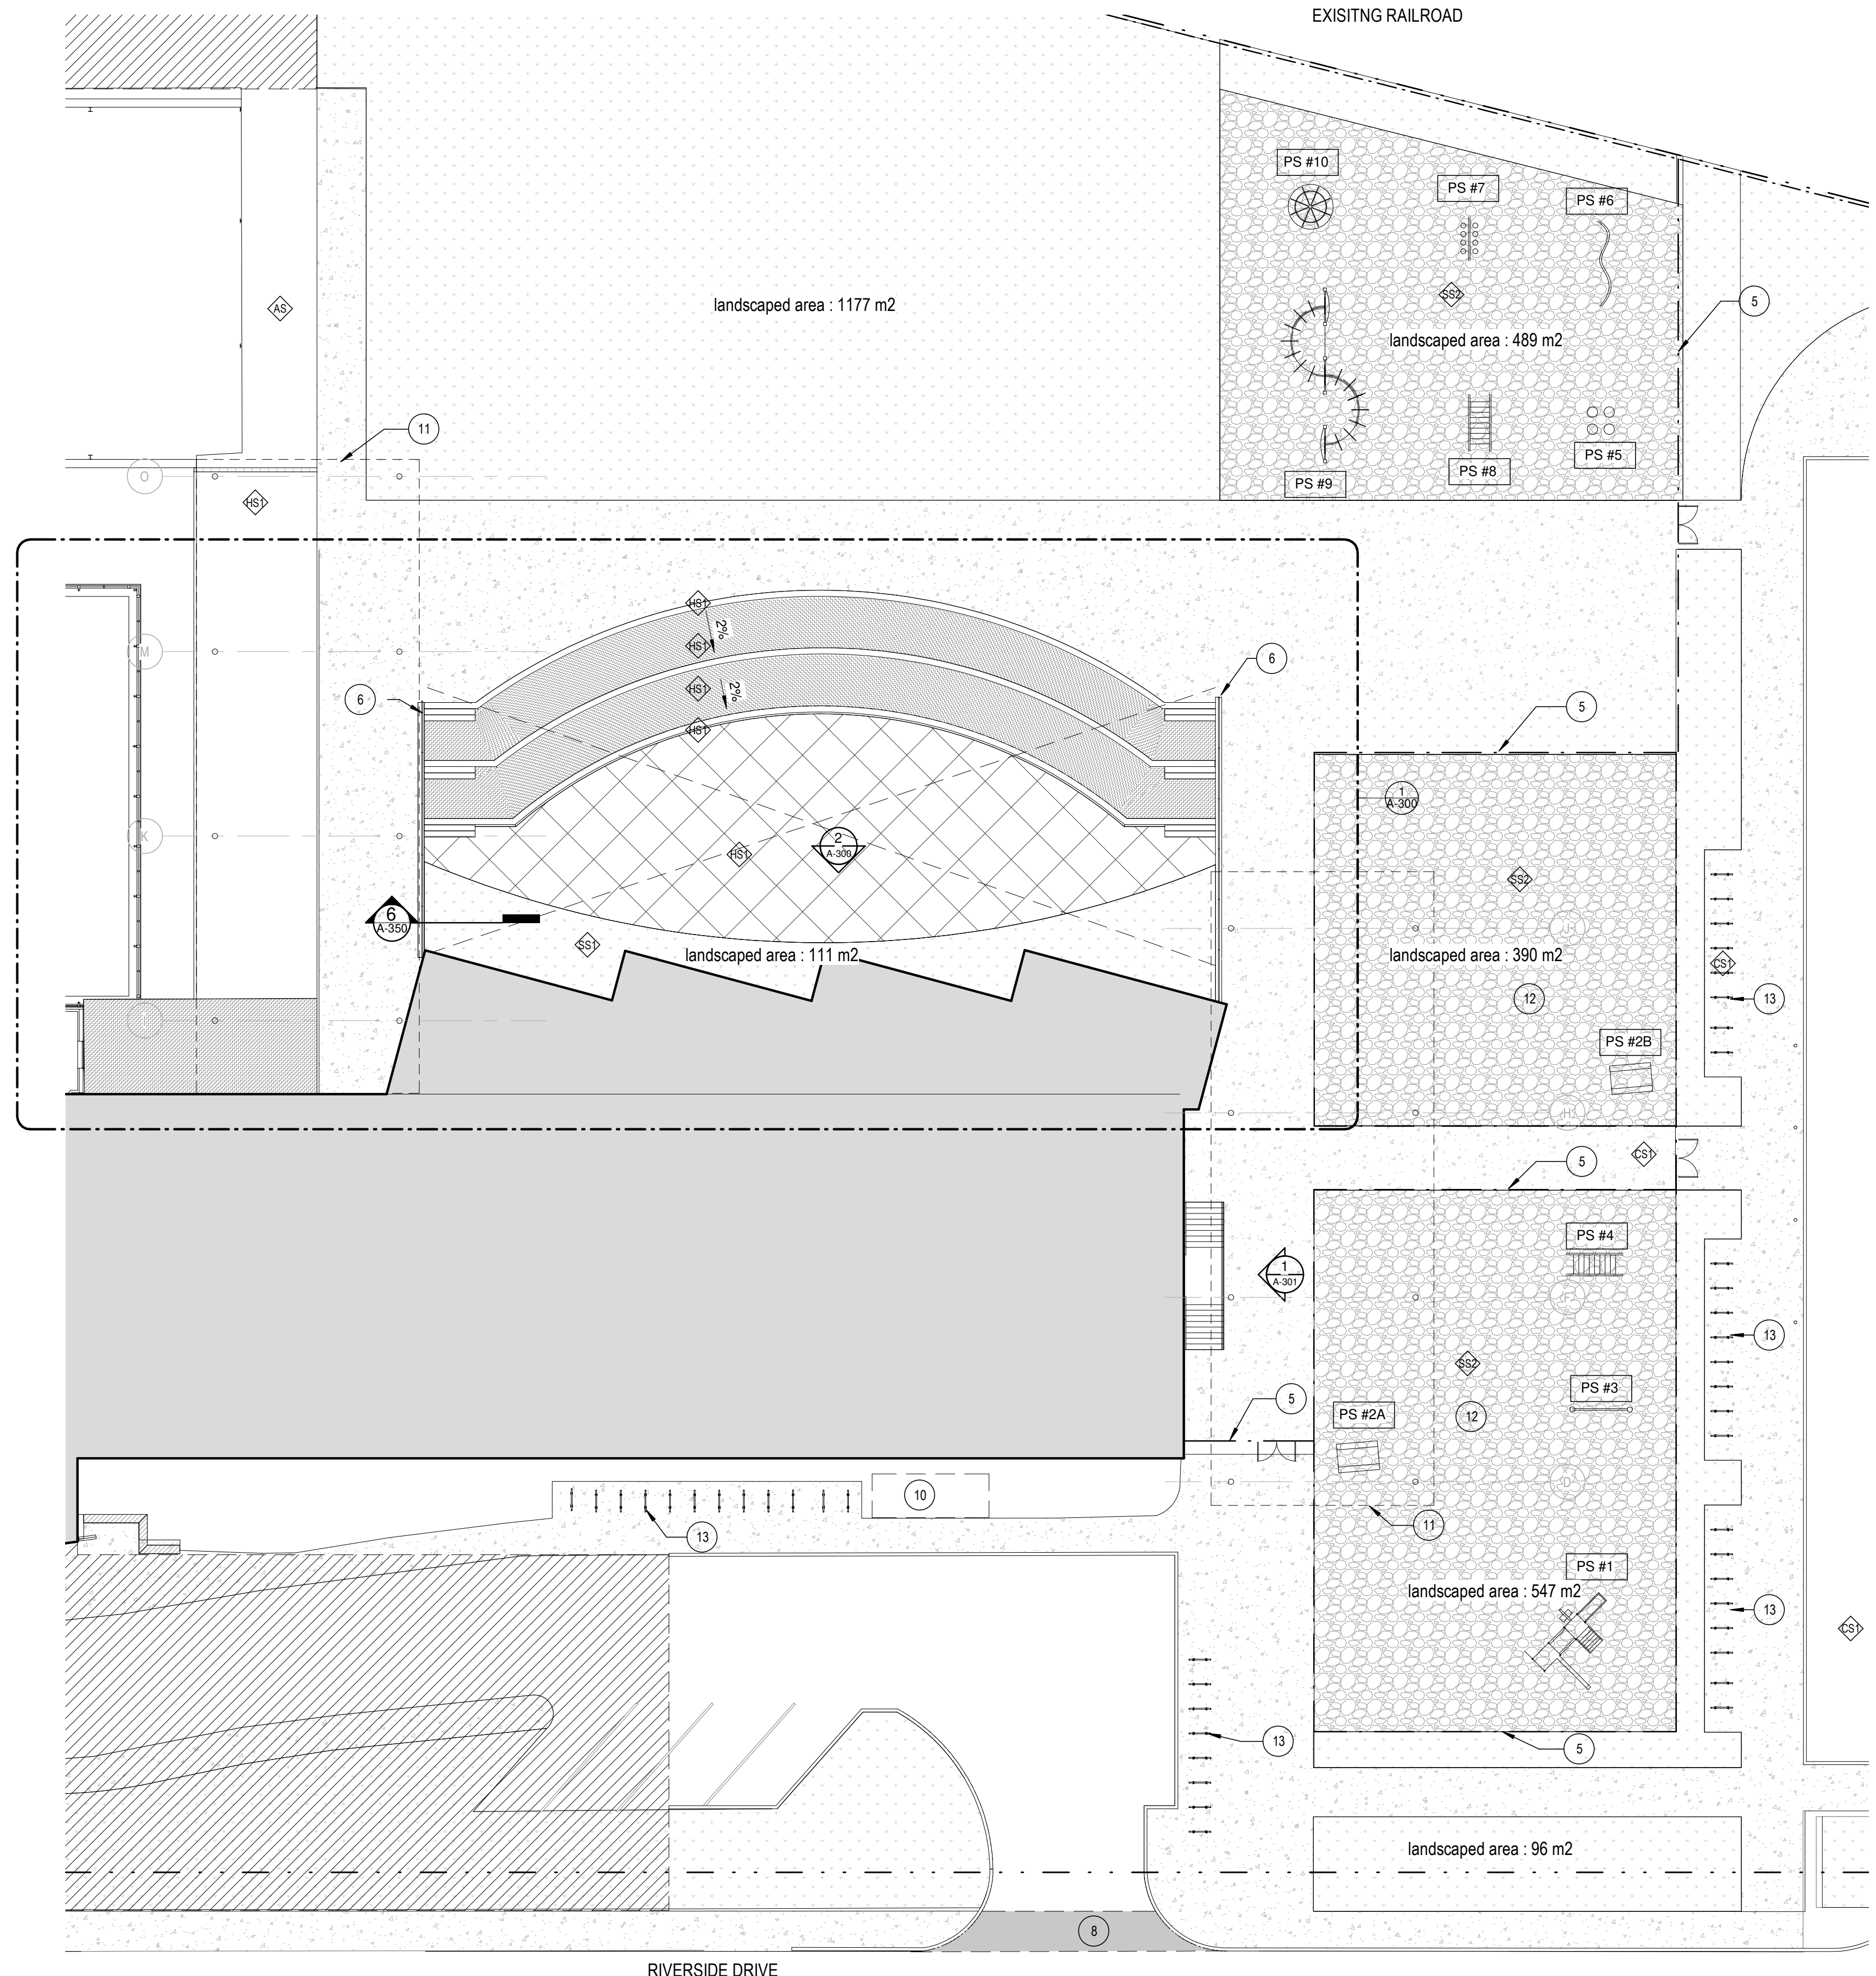 EXISITNG RAILROAD
PS #10
PS #7
PS #6
SS2
AS
landscaped area : 1177 m2
5
landscaped area : 489 m2
11
PS #5
PS #8
PS #9
O
HS1
HS1
2%
HS1
M
6
HS1
2%
6
5
HS1
1
A-300
K
2
A-300
HS1
SS2
6
A-350
J
SS1
landscaped area : 111 m2
landscaped area : 390 m2
CS1
12
13
PS #2B
H
CS1
5
PS #4
1
A-301
F
13
SS2
PS #3
5
PS #2A
12
D
10
11
13
PS #1
landscaped area : 547 m2
13
CS1
13
5
landscaped area : 96 m2
8
RIVERSIDE DRIVE